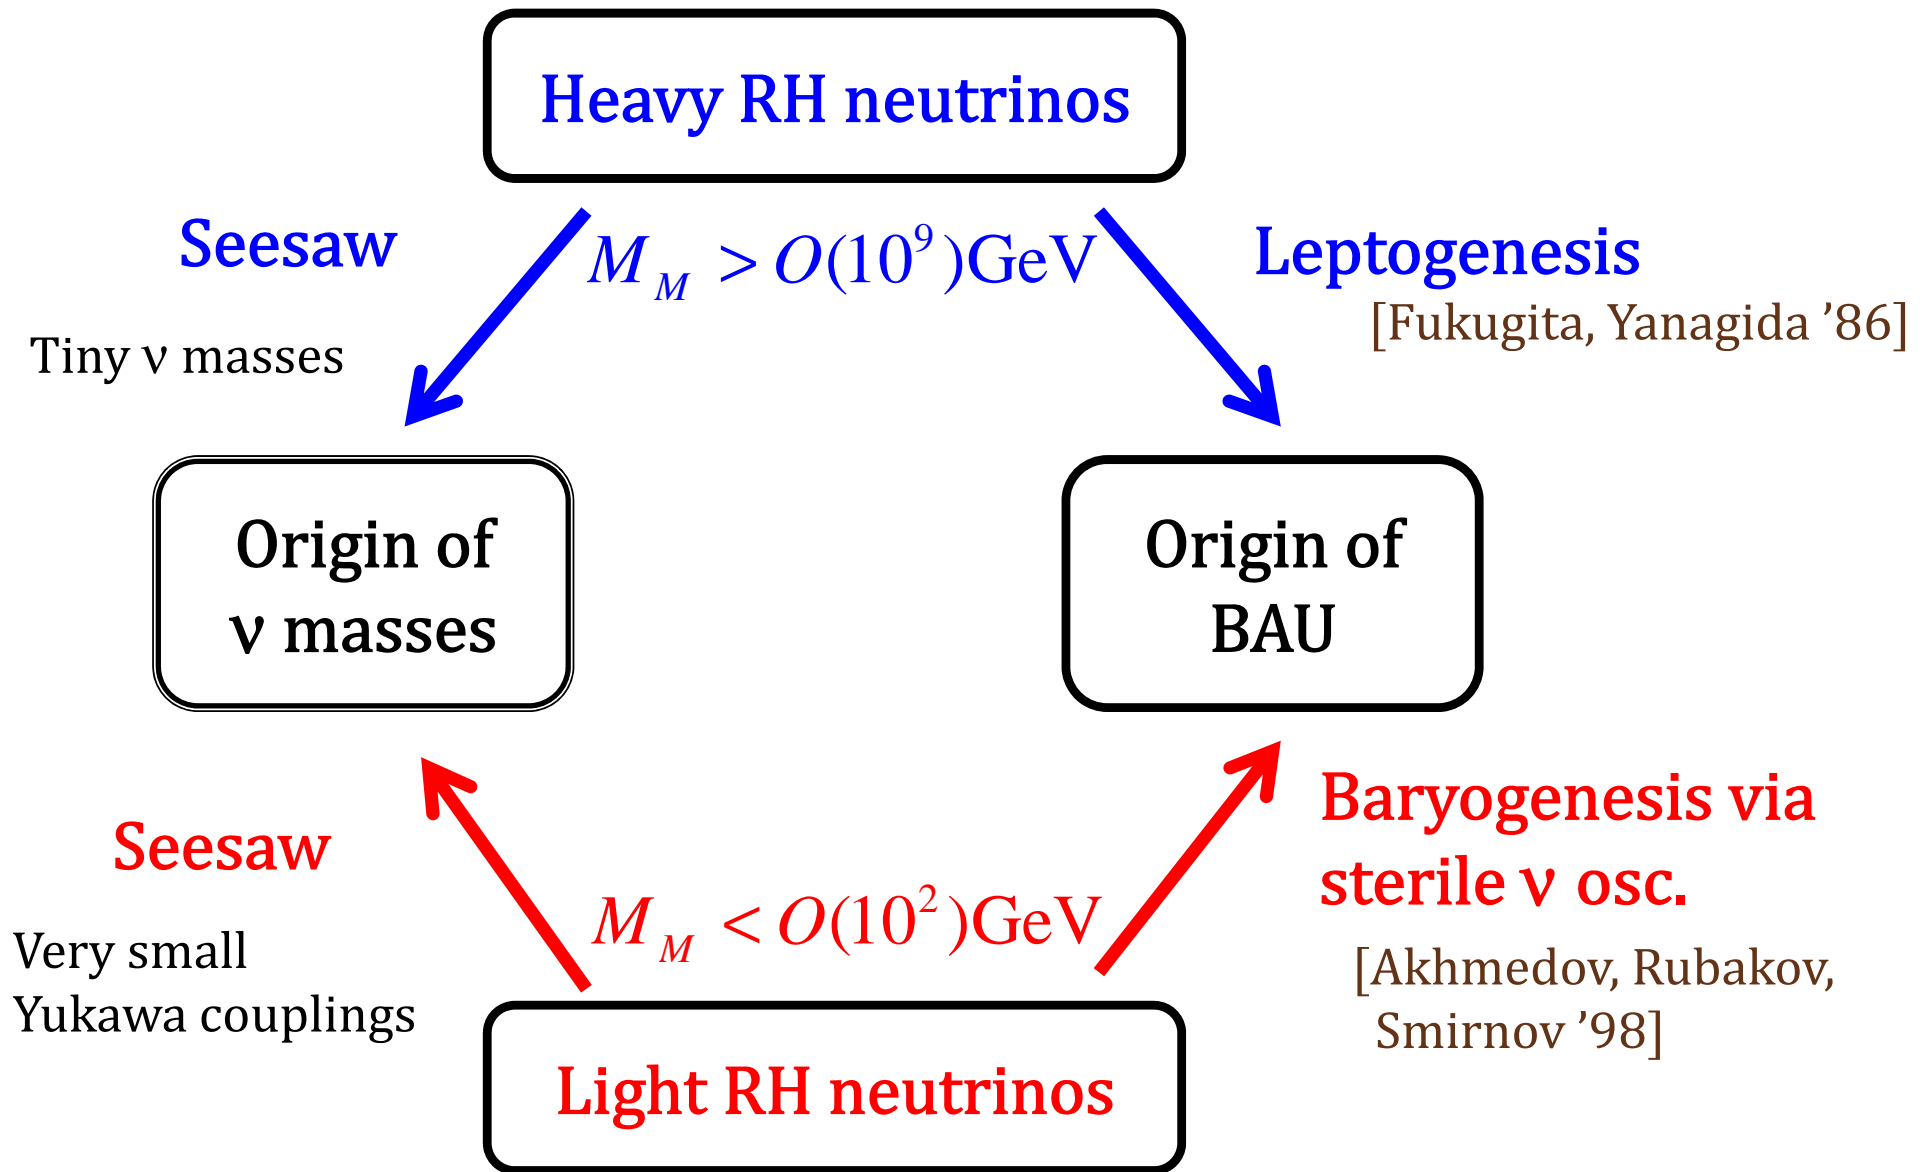 Heavy RH neutrinos
Seesaw
M_M > O(10^9)GeV
Leptogenesis
[Fukugita, Yanagida ’86]
Tiny ν masses
Origin of
ν masses
Origin of
BAU
Seesaw
Very small
Yukawa couplings
M_M < O(10^2)GeV
Baryogenesis via
sterile ν osc.
[Akhmedov, Rubakov,
Smirnov ’98]
Light RH neutrinos